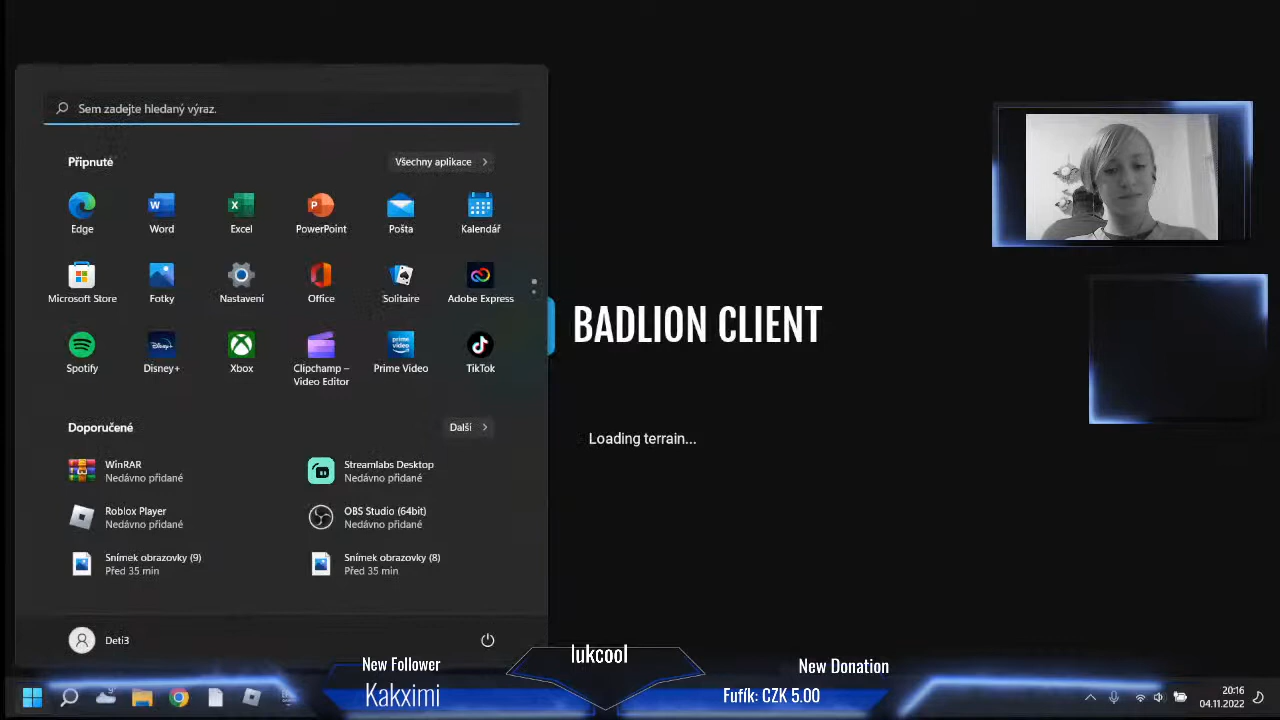 Sem zadejte hledaný výraz.
Připnuté
Všechny aplikace
Edge
Word
Excel
PowerPoint
Pošta
Kalendář
Microsoft Store
Fotky
Nastavení
Office
Solitaire
Adobe Express
Spotify
Disney+
Xbox
Clipchamp –
Video Editor
prime
video
Prime Video
TikTok
Doporučené
Další
WinRAR
Nedávno přidané
Streamlabs Desktop
Nedávno přidané
Roblox Player
Nedávno přidané
OBS Studio (64bit)
Nedávno přidané
Snímek obrazovky (9)
Před 35 min
Snímek obrazovky (8)
Před 35 min
Deti3
BADLION CLIENT
Loading terrain...
New Follower
Kakximi
lukcool
New Donation
Fufík: CZK 5.00
20:16
04.11.2022